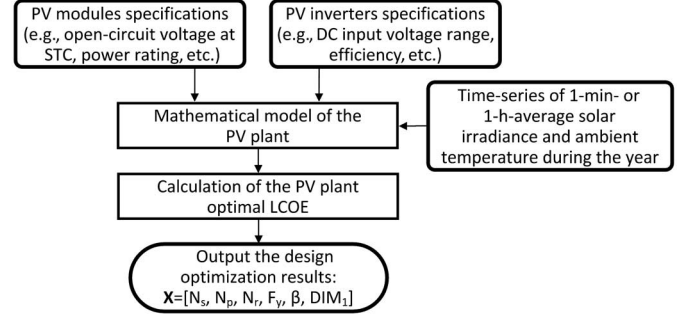 PV modules specifications
(e.g., open-circuit voltage at
STC, power rating, etc.)
PV inverters specifications
(e.g., DC input voltage range,
efficiency, etc.)
Mathematical model of the
PV plant
Time-series of 1-min- or
1-h-average solar
irradiance and ambient
temperature during the year
Calculation of the PV plant
optimal LCOE
Output the design
optimization results:
X=[Nₛ, Nₚ, Nᵣ, Fᵧ, β, DIM₁]